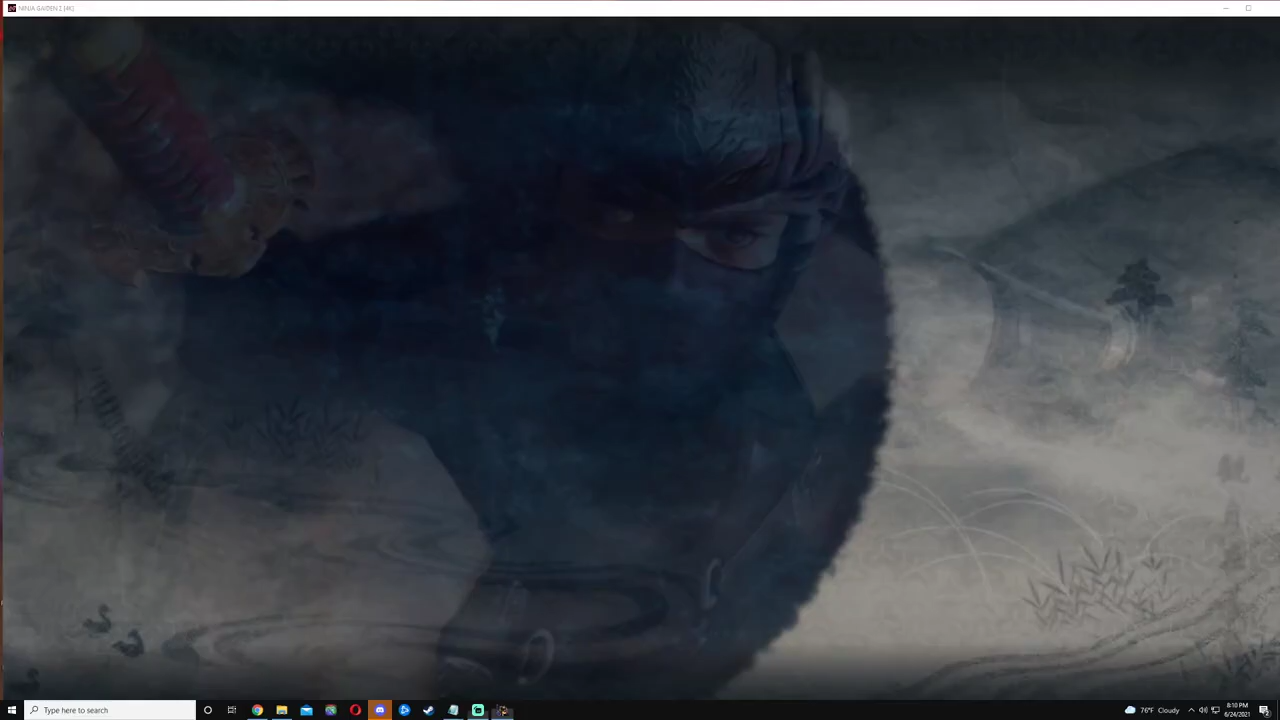 NINJA GAIDEN Σ [4K]
Type here to search
76°F Cloudy
8:10 PM
6/24/2021